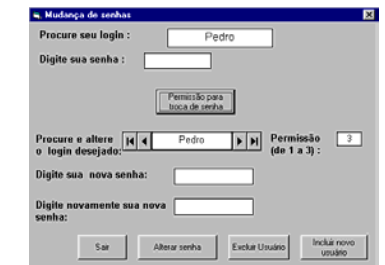 Mudança de senhas
Procure seu login : Pedro
Digite sua senha :
Permissão para
troca de senha
Procure e altere
o login desejado: Pedro Permissão
(de 1 a 3) : 3
Digite sua nova senha:
Digite novamente sua nova
senha:
Sair Alterar senha Excluir Usuário Inclui novo
usuário